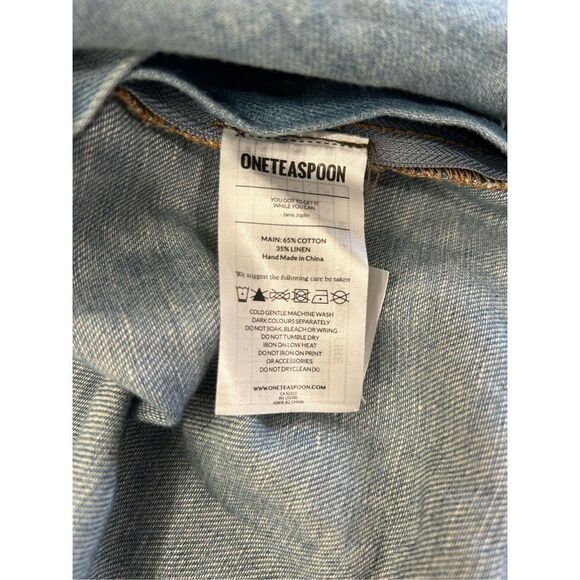 ONETEASPOON
YOU GOT TO GET IT
WHILE YOU CAN.
- Janis Joplin
MAIN: 65% COTTON
35% LINEN
Hand Made in China
We suggest the following care be taken
COLD GENTLE MACHINE WASH
DARK COLOURS SEPARATELY
DO NOT SOAK, BLEACH OR WRING
DO NOT TUMBLE DRY
IRON ON LOW HEAT
DO NOT IRON ON PRINT
OR ACCESSORIES
DO NOT DRYCLEAN (X)
WWW.ONETEASPOON.COM